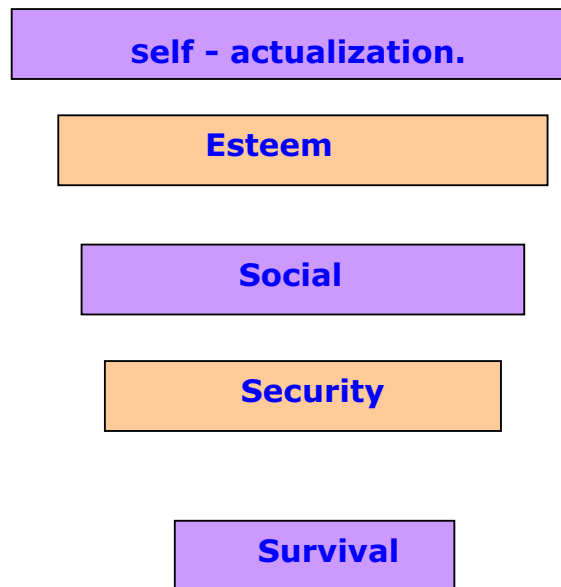 self - actualization.
Esteem
Social
Security
Survival